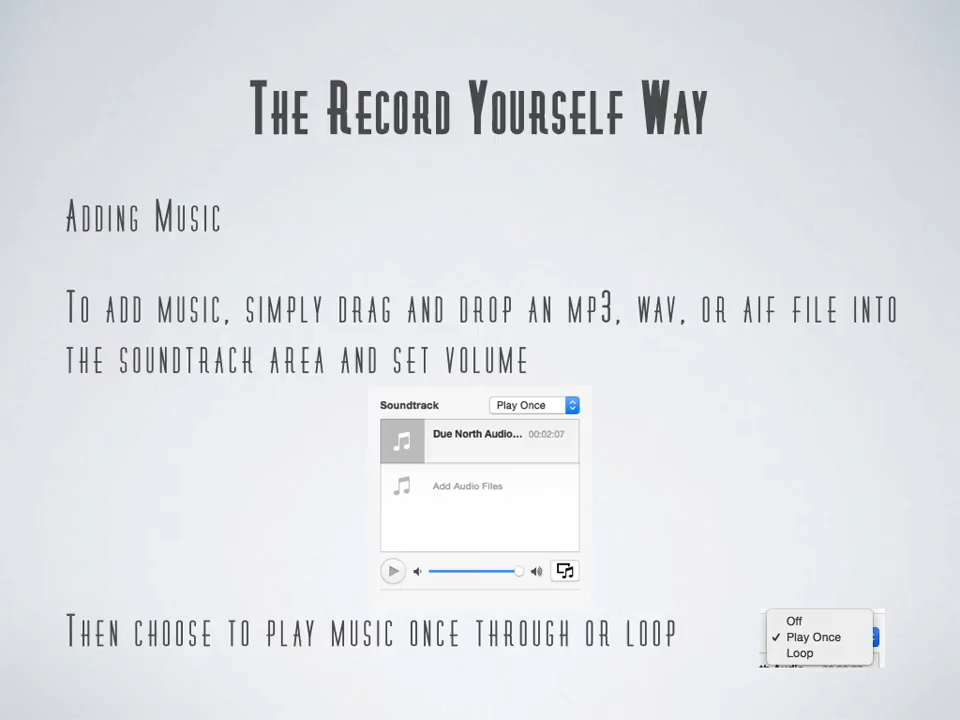 The Record Yourself Way
Adding Music
To add music, simply drag and drop an mp3, wav, or aif file into
the soundtrack area and set volume
Soundtrack
Play Once
Due North Audio... 00:02:07
Add Audio Files
Then choose to play music once through or loop
Off
✓ Play Once
Loop